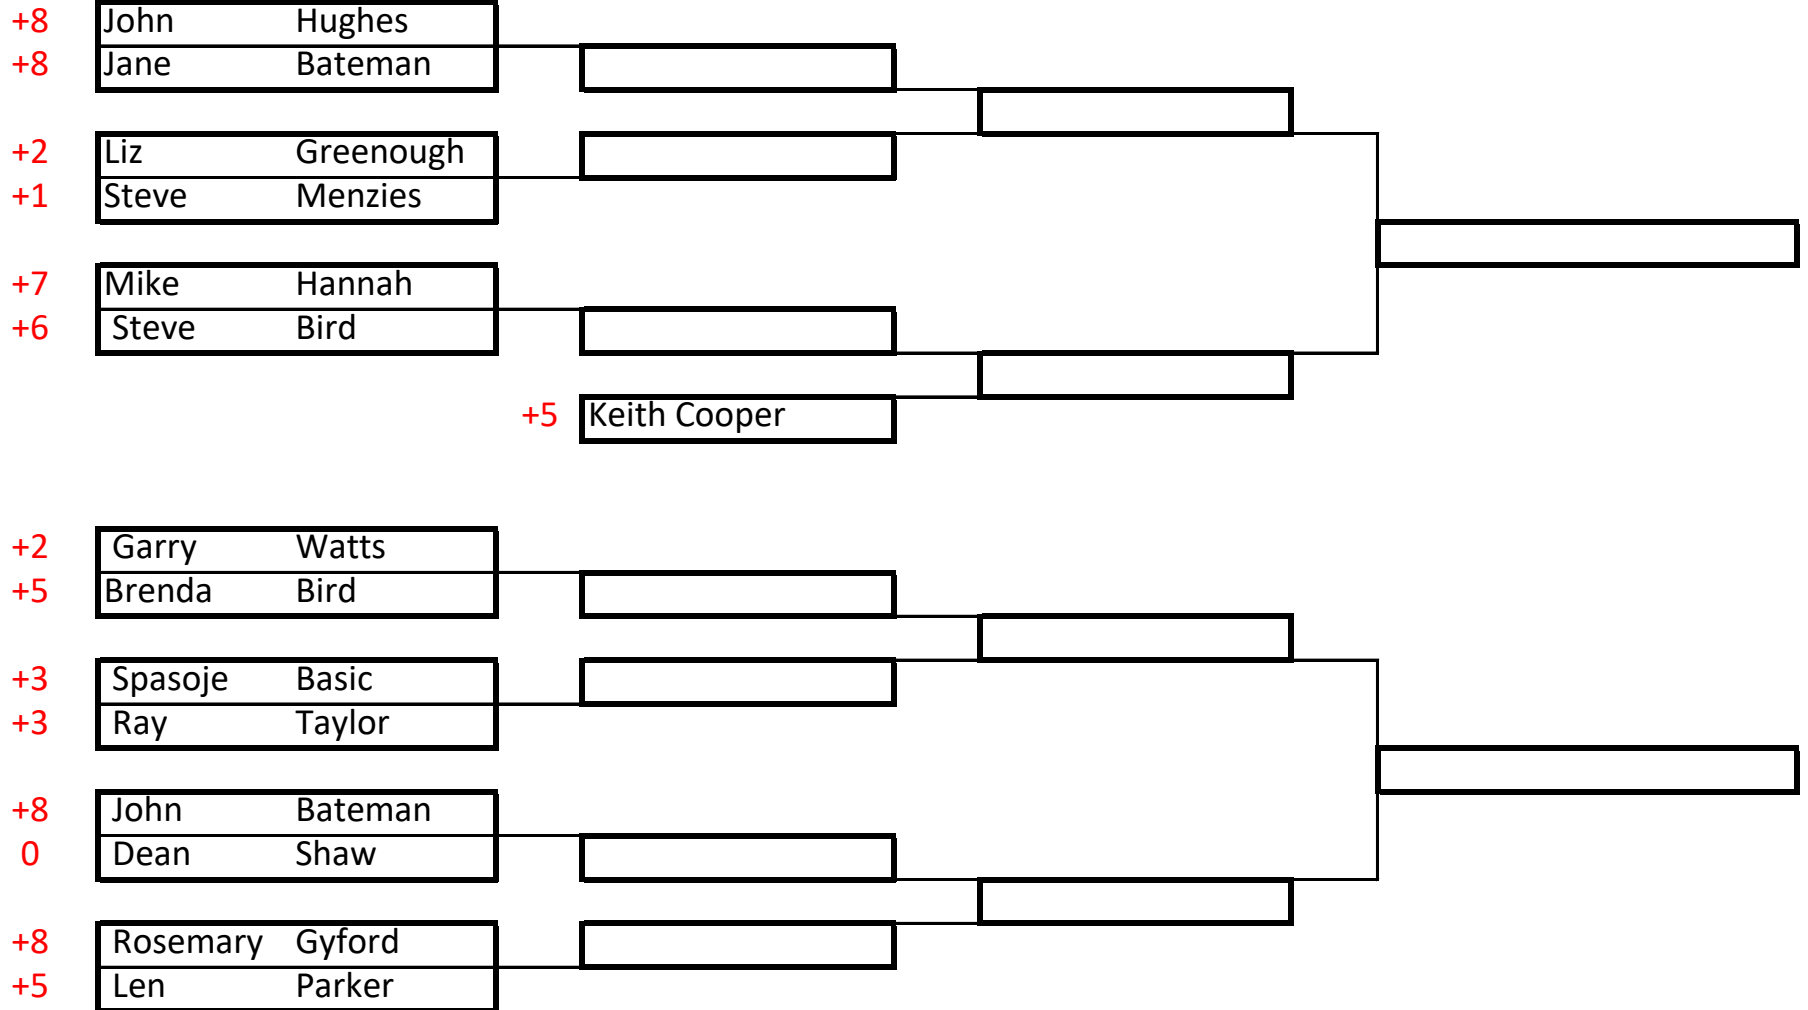 +8 John Hughes
+8 Jane Bateman
+2 Liz Greenough
+1 Steve Menzies
+7 Mike Hannah
+6 Steve Bird
+5 Keith Cooper
+2 Garry Watts
+5 Brenda Bird
+3 Spasoje Basic
+3 Ray Taylor
+8 John Bateman
0 Dean Shaw
+8 Rosemary Gyford
+5 Len Parker